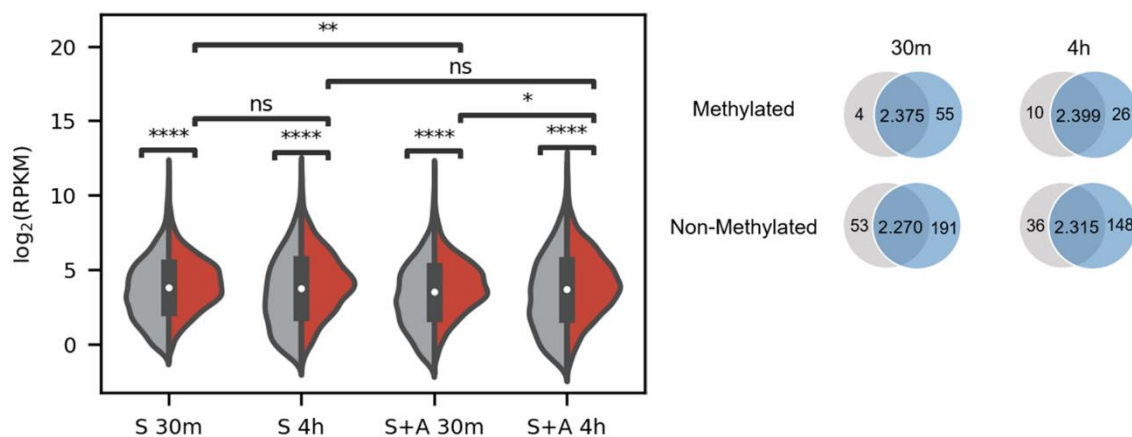 log₂(RPKM)
20
15
10
5
0
**
ns
*
ns
**** **** **** ****
S 30m S 4h S+A 30m S+A 4h
30m 4h
Methylated
4 2.375 55
10 2.399 26
Non-Methylated
53 2.270 191
36 2.315 148